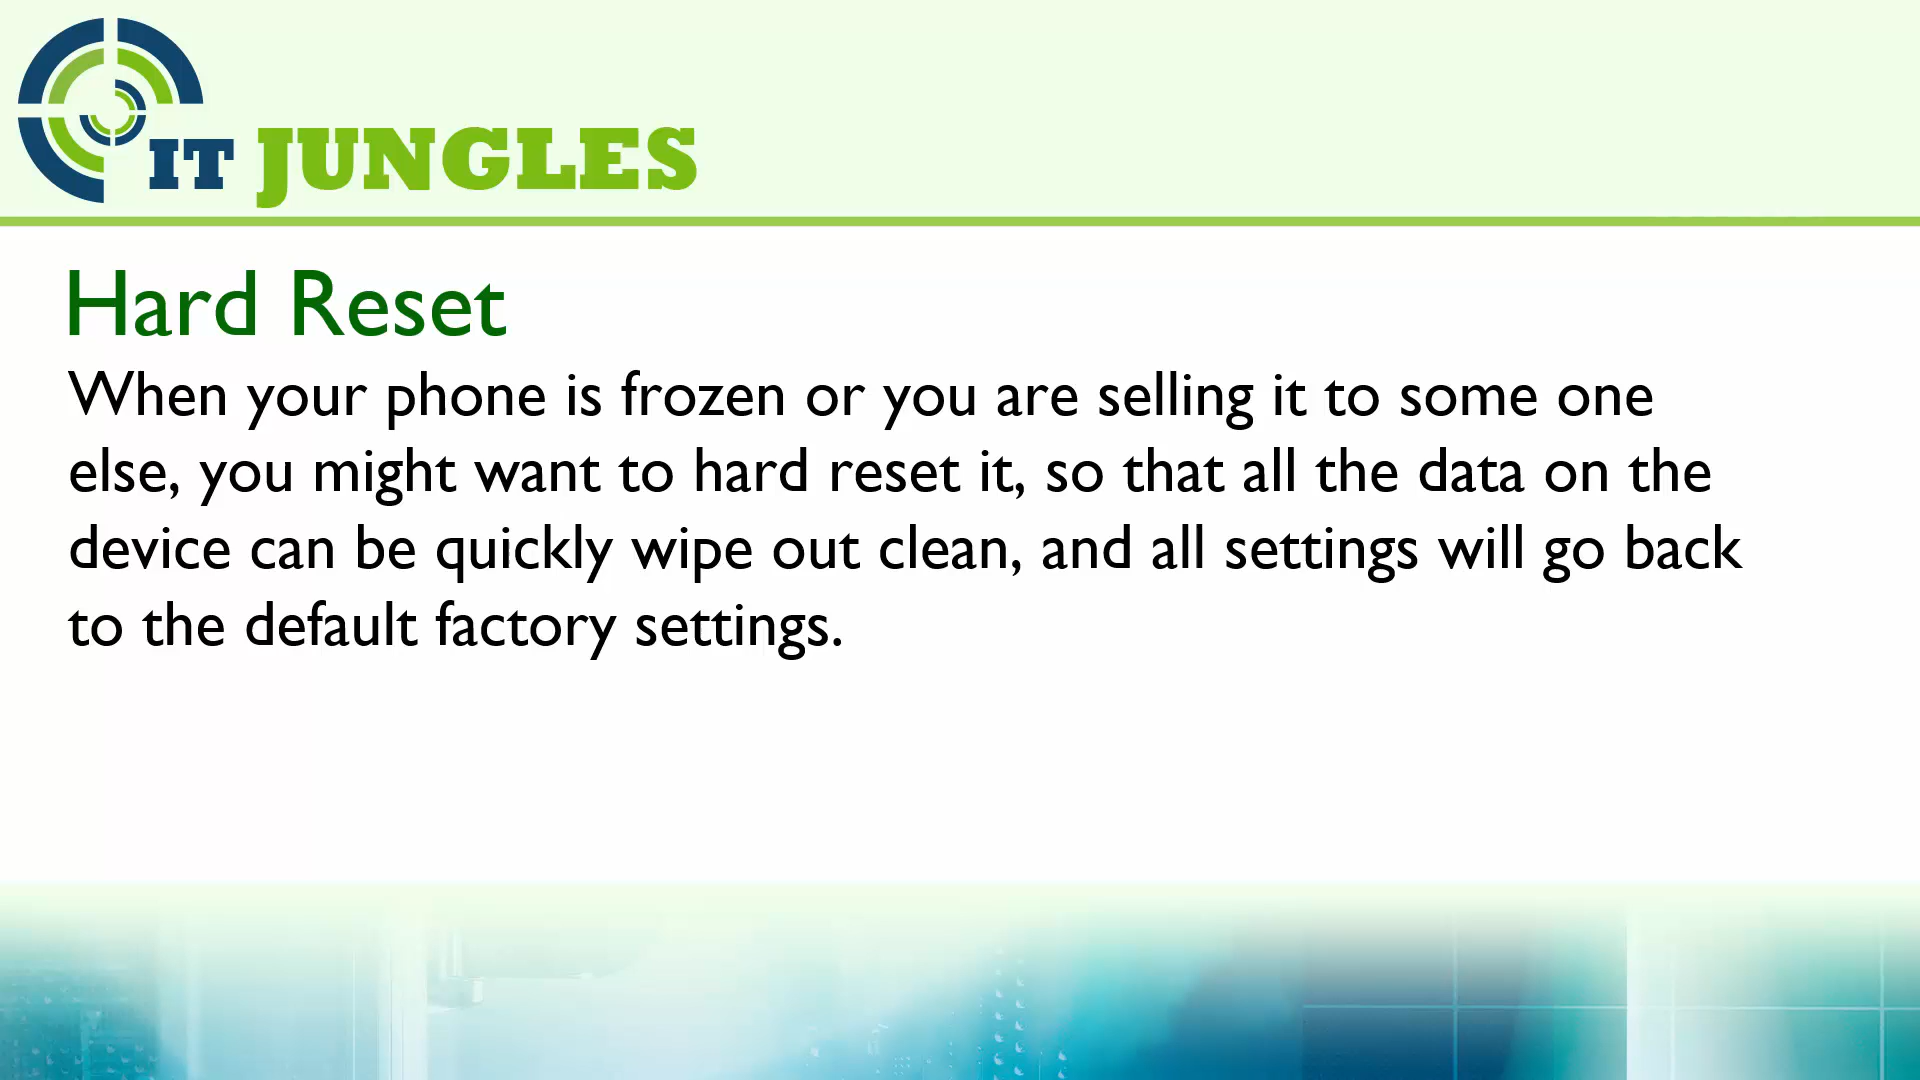 IT JUNGLES
Hard Reset
When your phone is frozen or you are selling it to some one
else, you might want to hard reset it, so that all the data on the
device can be quickly wipe out clean, and all settings will go back
to the default factory settings.